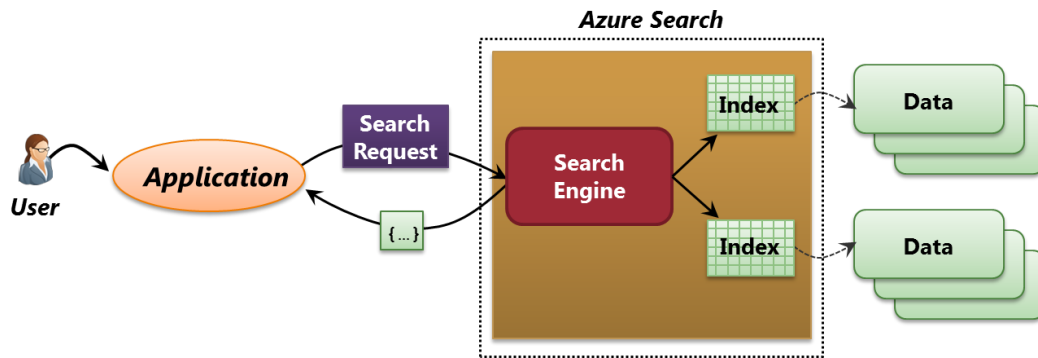 Azure Search
Index
Data
Search
Request
Search
Engine
Application
User
{ ... }
Index
Data